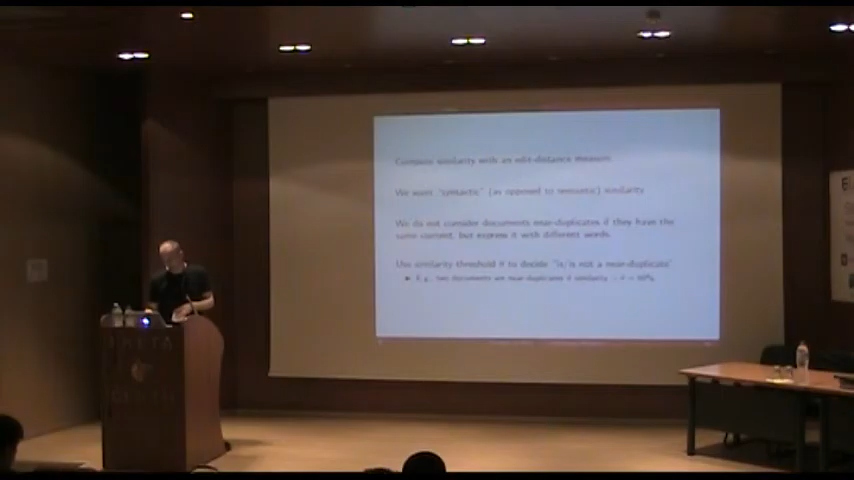 Compute similarity with an edit-distance measure.
We want "syntactic" (as opposed to semantic) similarity
We do not consider documents near-duplicates if they have the
same content, but express it with different words.
Use similarity threshold θ to decide "is/is not a near-duplicate"
E.g., two documents are near-duplicates if similarity > θ = 80%.